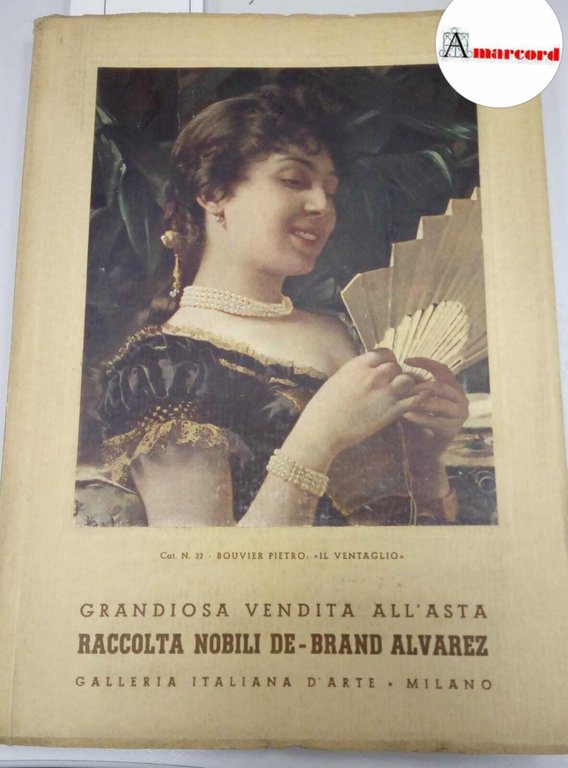 Amarcord
Cat. N. 32 - BOUVIER PIETRO: «IL VENTAGLIO»
GRANDIOSA VENDITA ALL'ASTA
RACCOLTA NOBILI DE-BRAND ALVAREZ
GALLERIA ITALIANA D'ARTE • MILANO